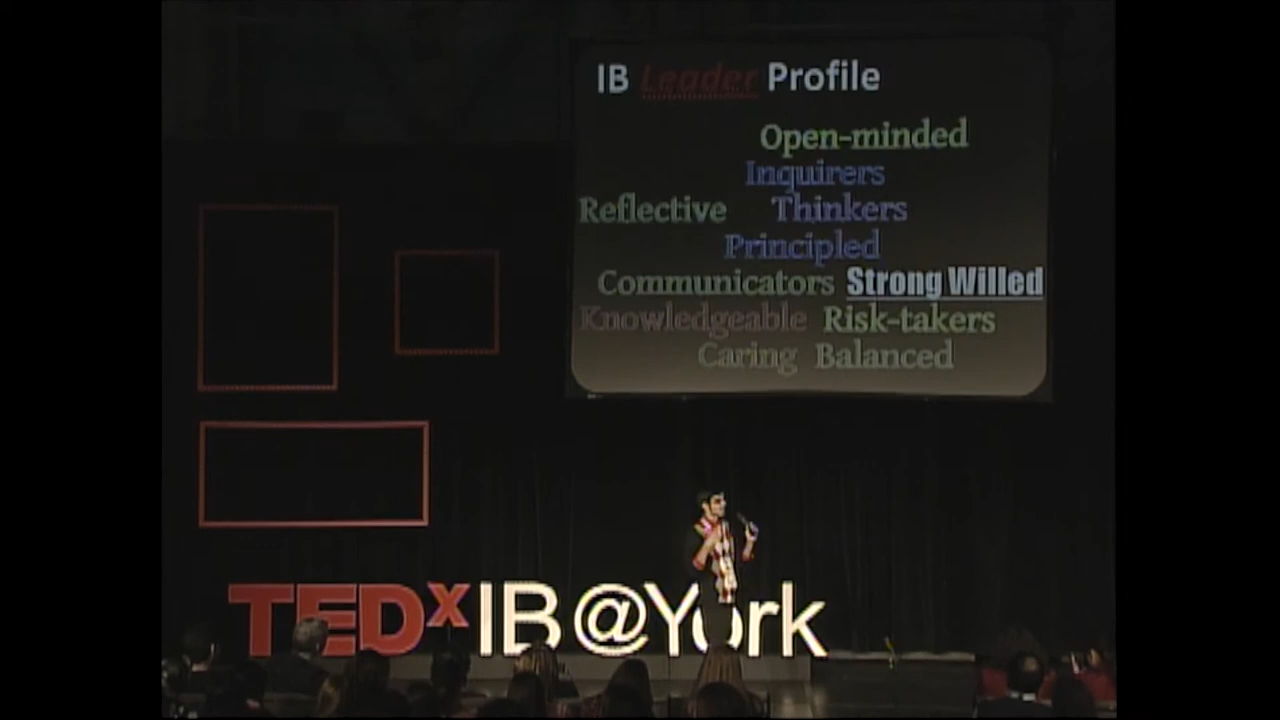 IB Leader Profile
Open-minded
Inquirers
Reflective Thinkers
Principled
Communicators Strong Willed
Knowledgeable Risk-takers
Caring Balanced
TEDxIB@York